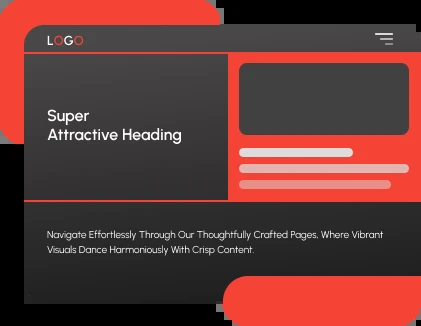 LOGO
Super
Attractive Heading
Navigate Effortlessly Through Our Thoughtfully Crafted Pages, Where Vibrant
Visuals Dance Harmoniously With Crisp Content.